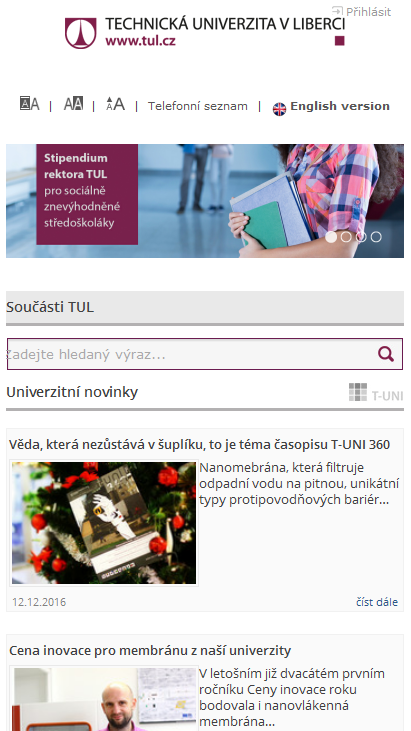 Přihlásit
TECHNICKÁ UNIVERZITA V LIBERCI
www.tul.cz
AA | AA | AA | Telefonní seznam | English version
Stipendium
rektora TUL
pro sociálně
znevýhodněné
středoškoláky
Součásti TUL
Zadejte hledaný výraz...
Univerzitní novinky
T-UNI
Věda, která nezůstává v šuplíku, to je téma časopisu T-UNI 360
Nanomebrána, která filtruje
odpadní vodu na pitnou, unikátní
typy protipovodňových bariér...
12.12.2016
číst dále
Cena inovace pro membránu z naší univerzity
V letošním již dvacátém prvním
ročníku Ceny inovace roku
bodovala i nanovlákenná
membrána...